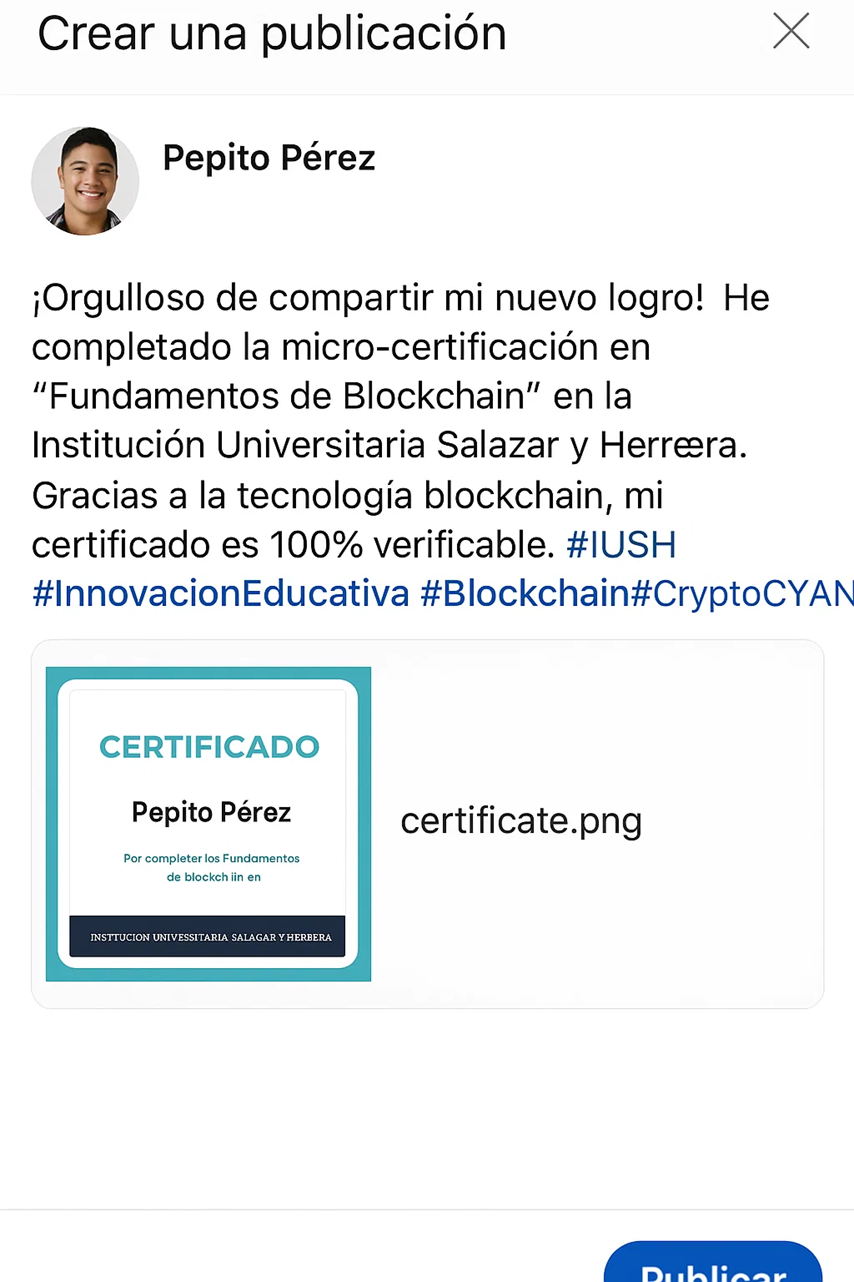 Crear una publicación
Pepito Pérez
¡Orgulloso de compartir mi nuevo logro! He
completado la micro-certificación en
“Fundamentos de Blockchain” en la
Institución Universitaria Salazar y Herrœra.
Gracias a la tecnología blockchain, mi
certificado es 100% verificable. #IUSH
#InnovacionEducativa #Blockchain#CryptoCYAN
CERTIFICADO
Pepito Pérez
Por completer los Fundamentos
de blockch iin en
INSTTUCION UNIVESSITARIA SALAGAR Y HERBERA
certificate.png
Publicar